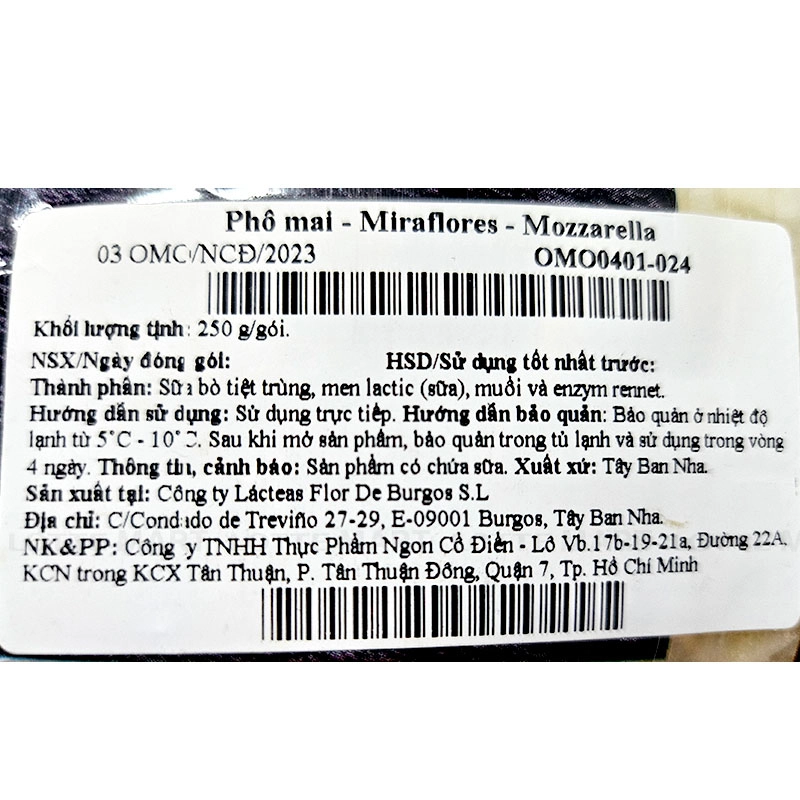 Phô mai - Miraflores - Mozzarella
03 OMO/NCĐ/2023 OMO0401-024
Khối lượng tịnh: 250 g/gói.
NSX/Ngày đóng gói: HSD/Sử dụng tốt nhất trước:
Thành phần: Sữa bò tiệt trùng, men lactic (sữa), muối và enzym rennet.
Hướng dẫn sử dụng: Sử dụng trực tiếp. Hướng dẫn bảo quản: Bảo quản ở nhiệt độ
lạnh từ 5°C - 10°C. Sau khi mở sản phẩm, bảo quản trong tủ lạnh và sử dụng trong vòng
4 ngày. Thông tin, cảnh báo: Sản phẩm có chứa sữa. Xuất xứ: Tây Ban Nha.
Sản xuất tại: Công ty Lácteas Flor De Burgos S.L
Địa chỉ: C/Condado de Treviño 27-29, E-09001 Burgos, Tây Ban Nha.
NK&PP: Công ty TNHH Thực Phẩm Ngon Cổ Điển - Lô Vb.17b-19-21a, Đường 22A,
KCN trong KCX Tân Thuận, P. Tân Thuận Đông, Quận 7, Tp. Hồ Chí Minh